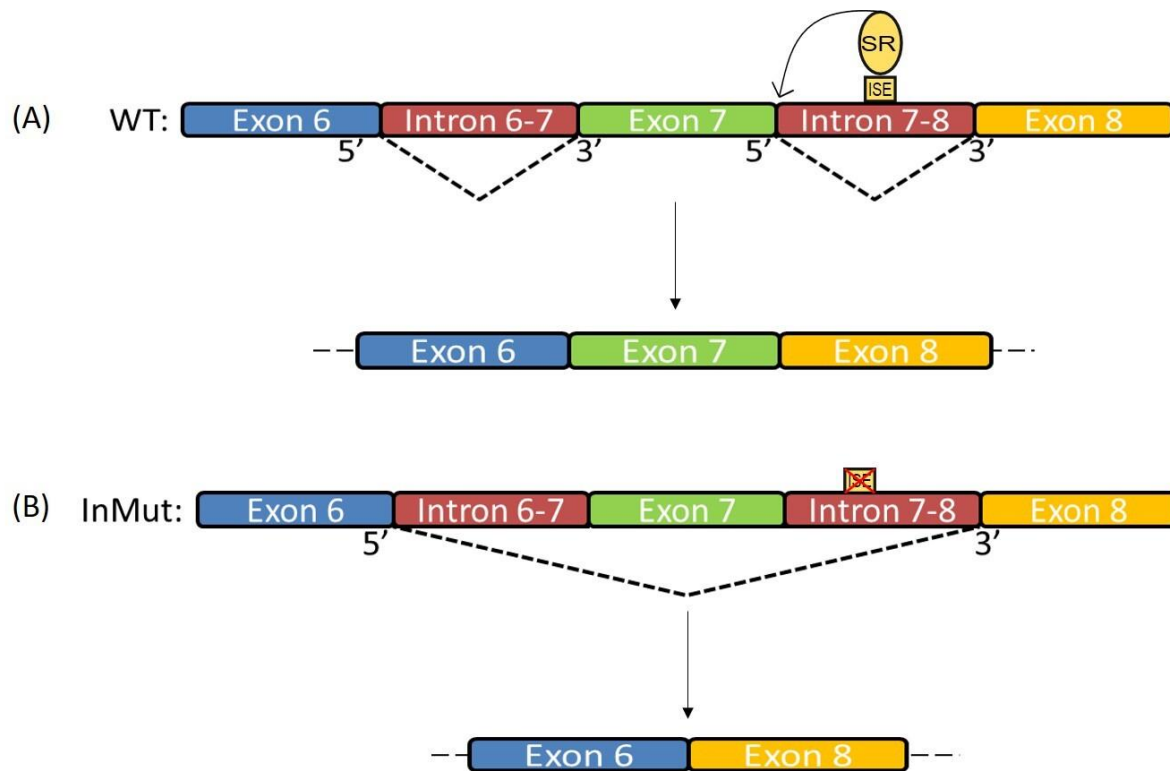 SR
ISE
(A) WT: Exon 6 Intron 6-7 Exon 7 Intron 7-8 Exon 8
5’ 3’ 5’ 3’
Exon 6 Exon 7 Exon 8
ISE
(B) InMut: Exon 6 Intron 6-7 Exon 7 Intron 7-8 Exon 8
5’ 3’
Exon 6 Exon 8